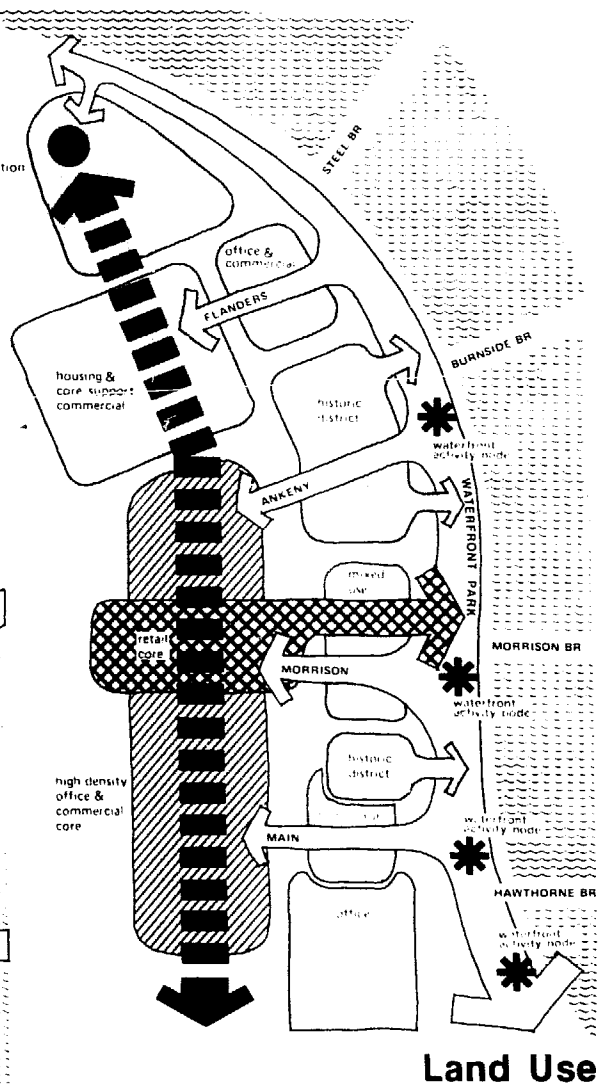 STEEL BR
tion
office &
commercial
FLANDERS
BURNSIDE BR
housing &
core support
commercial
historic
district
waterfront
activity node
ANKENY
WATERFRONT PARK
mixed
use
retail
core
MORRISON
MORRISON BR
waterfront
activity node
historic
district
high density
office &
commercial
core
MAIN
waterfront
activity node
HAWTHORNE BR
office
waterfront
activity node
Land Use